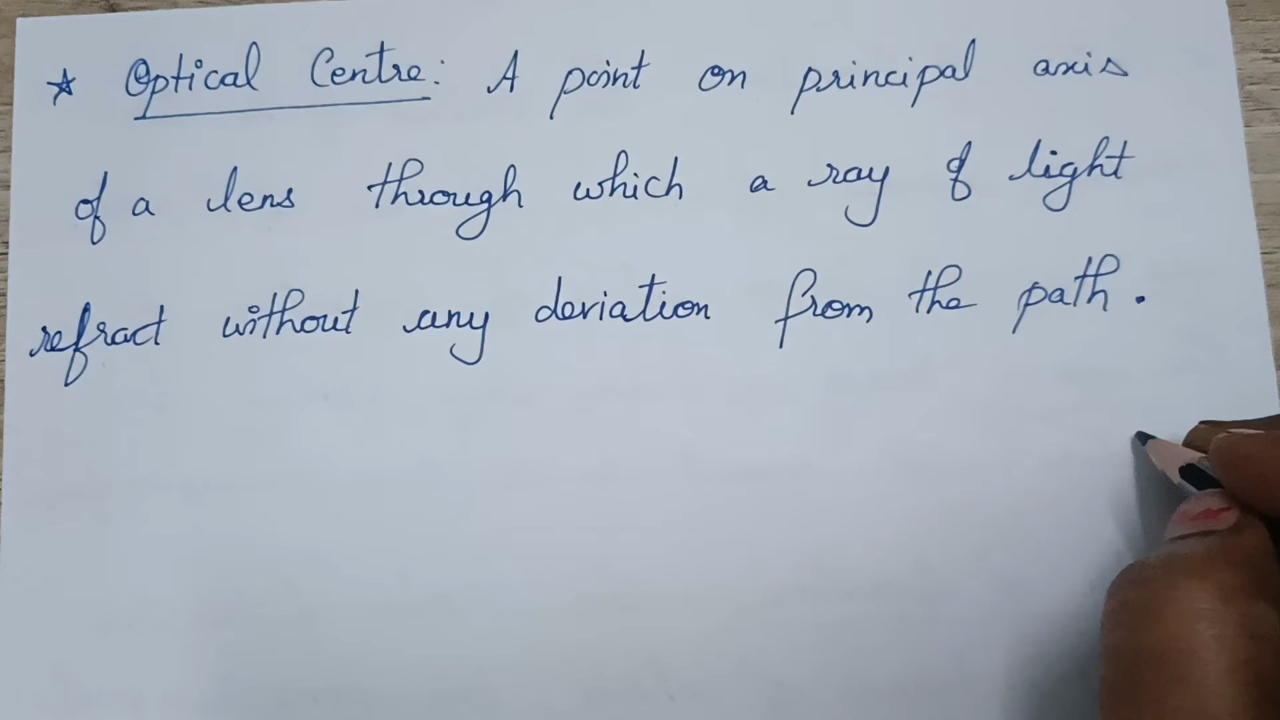 ☆ Optical Centre: A point on principal axis
of a lens through which a ray of light
refract without any deviation from the path.